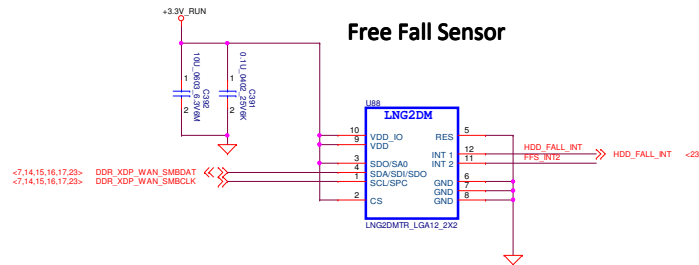 +3.3V_RUN
Free Fall Sensor
10U_0603_6.3V6M
C392
1
2
0.1U_0402_25V6K
C391
1
2
U88
LNG2DM
10 VDD_IO RES 5
9 VDD
INT 1 12 HDD_FALL_INT HDD_FALL_INT <23
3 SDO/SA0 INT 2 11 FFS_INT2
<7,14,15,16,17,23> DDR_XDP_WAN_SMBDAT 4 SDA/SDI/SDO
<7,14,15,16,17,23> DDR_XDP_WAN_SMBCLK 1 SCL/SPC GND 6
GND 7
2 CS GND 8
LNG2DMTR_LGA12_2X2